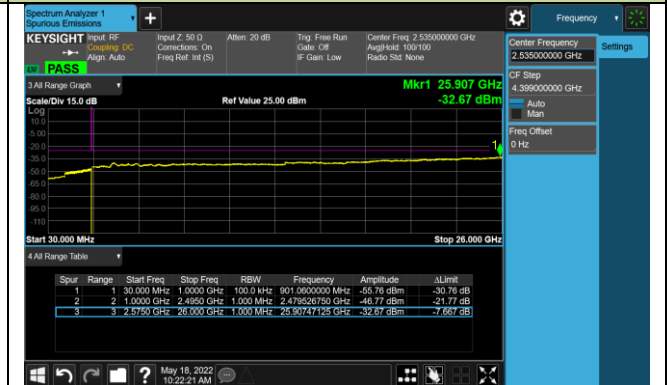 Spectrum Analyzer 1
Spurious Emissions
Frequency
KEYSIGHT Input: RF
Coupling: DC
Align: Auto
Input Z: 50 Ω
Corrections: On
Freq Ref: Int (S)
Atten: 20 dB
Trig: Free Run
Gate: Off
IF Gain: Low
Center Freq: 2.535000000 GHz
Avg|Hold: 100/100
Radio Std: None
PASS
Center Frequency
2.535000000 GHz
Settings
CF Step
4.399000000 GHz
Auto
Man
Freq Offset
0 Hz
3 All Range Graph
Mkr1 25.907 GHz
Scale/Div 15.0 dB
Ref Value 25.00 dBm
-32.67 dBm
Log
10.0
-5.00
-20.0
-35.0
-50.0
-65.0
-80.0
-95.0
-110
1
Start 30.000 MHz
Stop 26.000 GHz
4 All Range Table
Spur Range Start Freq Stop Freq RBW Frequency Amplitude ΔLimit
1 1 30.000 MHz 1.0000 GHz 100.0 kHz 901.0600000 MHz -55.76 dBm -30.76 dB
2 2 1.0000 GHz 2.4950 GHz 1.000 MHz 2.479526750 GHz -46.77 dBm -21.77 dB
3 3 2.5750 GHz 26.000 GHz 1.000 MHz 25.90747125 GHz -32.67 dBm -7.667 dB
May 18, 2022
10:22:21 AM